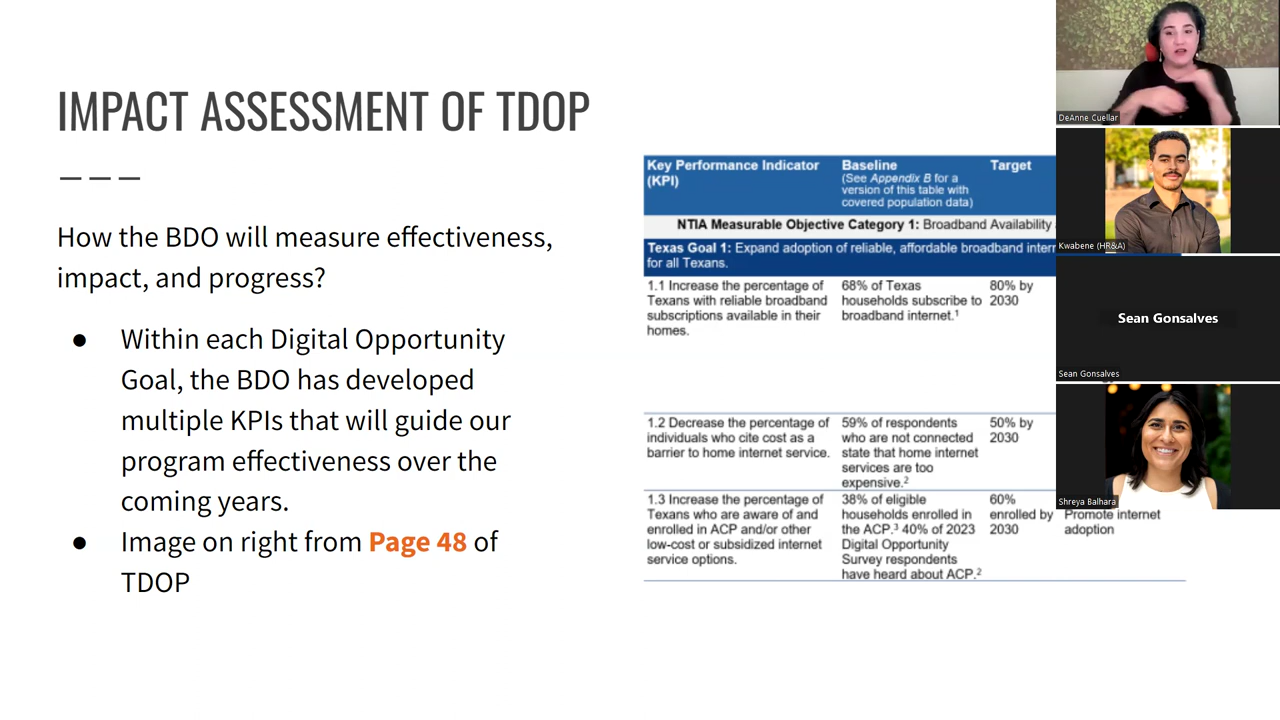 IMPACT ASSESSMENT OF TDOP
How the BDO will measure effectiveness,
impact, and progress?
● Within each Digital Opportunity
Goal, the BDO has developed
multiple KPIs that will guide our
program effectiveness over the
coming years.
● Image on right from Page 48 of
TDOP
Key Performance Indicator
(KPI)
Baseline
(See Appendix B for a
version of this table with
covered population data)
Target
NTIA Measurable Objective Category 1: Broadband Availability
Texas Goal 1: Expand adoption of reliable, affordable broadband
for all Texans.
1.1 Increase the percentage of
Texans with reliable broadband
subscriptions available in their
homes.
68% of Texas
households subscribe to
broadband internet.¹
80% by
2030
1.2 Decrease the percentage of
individuals who cite cost as a
barrier to home internet service.
59% of respondents
who are not connected
state that home internet
services are too
expensive.²
50% by
2030
1.3 Increase the percentage of
Texans who are aware of and
enrolled in ACP and/or other
low-cost or subsidized internet
service options.
38% of eligible
households enrolled in
the ACP.³ 40% of 2023
Digital Opportunity
Survey respondents
have heard about ACP.²
60%
enrolled by
2030
Promote internet
adoption
DeAnne Cuellar
Kwabene (HR&A)
Sean Gonsalves
Sean Gonsalves
Shreya Balhara